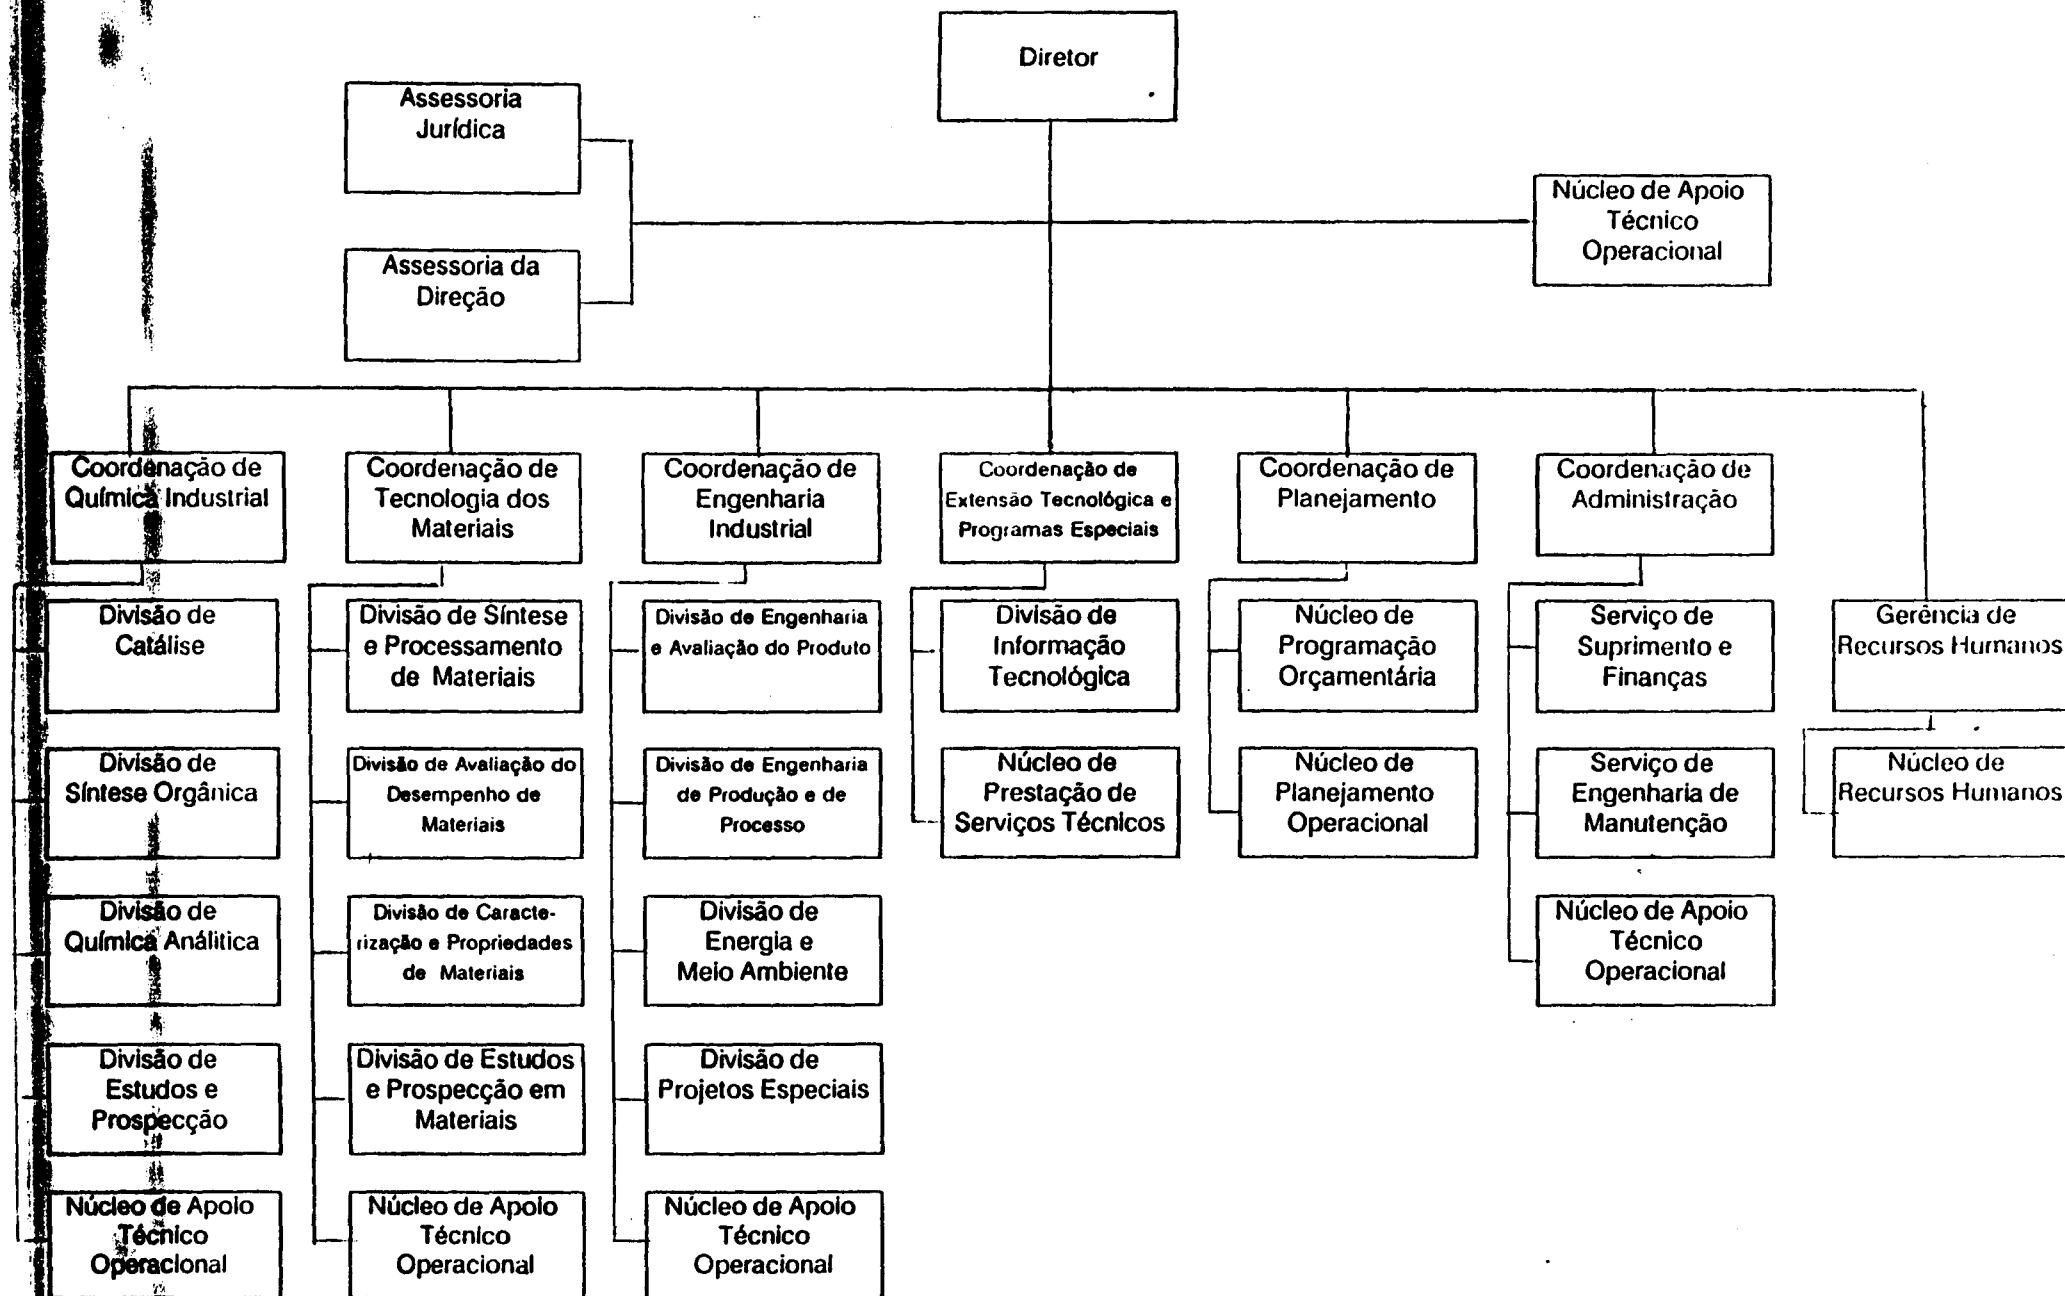 Diretor
Assessoria
Jurídica
Núcleo de Apoio
Técnico
Operacional
Assessoria da
Direção
Coordenação de
Química Industrial
Coordenação de
Tecnologia dos
Materiais
Coordenação de
Engenharia
Industrial
Coordenação de
Extensão Tecnológica e
Programas Especiais
Coordenação de
Planejamento
Coordenação de
Administração
Divisão de
Catálise
Divisão de Síntese
e Processamento
de Materiais
Divisão de Engenharia
e Avaliação do Produto
Divisão de
Informação
Tecnológica
Núcleo de
Programação
Orçamentária
Serviço de
Suprimento e
Finanças
Gerência de
Recursos Humanos
Divisão de
Síntese Orgânica
Divisão de Avaliação do
Desempenho de
Materiais
Divisão de Engenharia
de Produção e de
Processo
Núcleo de
Prestação de
Serviços Técnicos
Núcleo de
Planejamento
Operacional
Serviço de
Engenharia de
Manutenção
Núcleo de
Recursos Humanos
Divisão de
Química Análitica
Divisão de Caracte-
rização e Propriedades
de Materiais
Divisão de
Energia e
Meio Ambiente
Núcleo de Apoio
Técnico
Operacional
Divisão de
Estudos e
Prospecção
Divisão de Estudos
e Prospecção em
Materiais
Divisão de
Projetos Especiais
Núcleo de Apoio
Técnico
Operacional
Núcleo de Apoio
Técnico
Operacional
Núcleo de Apoio
Técnico
Operacional